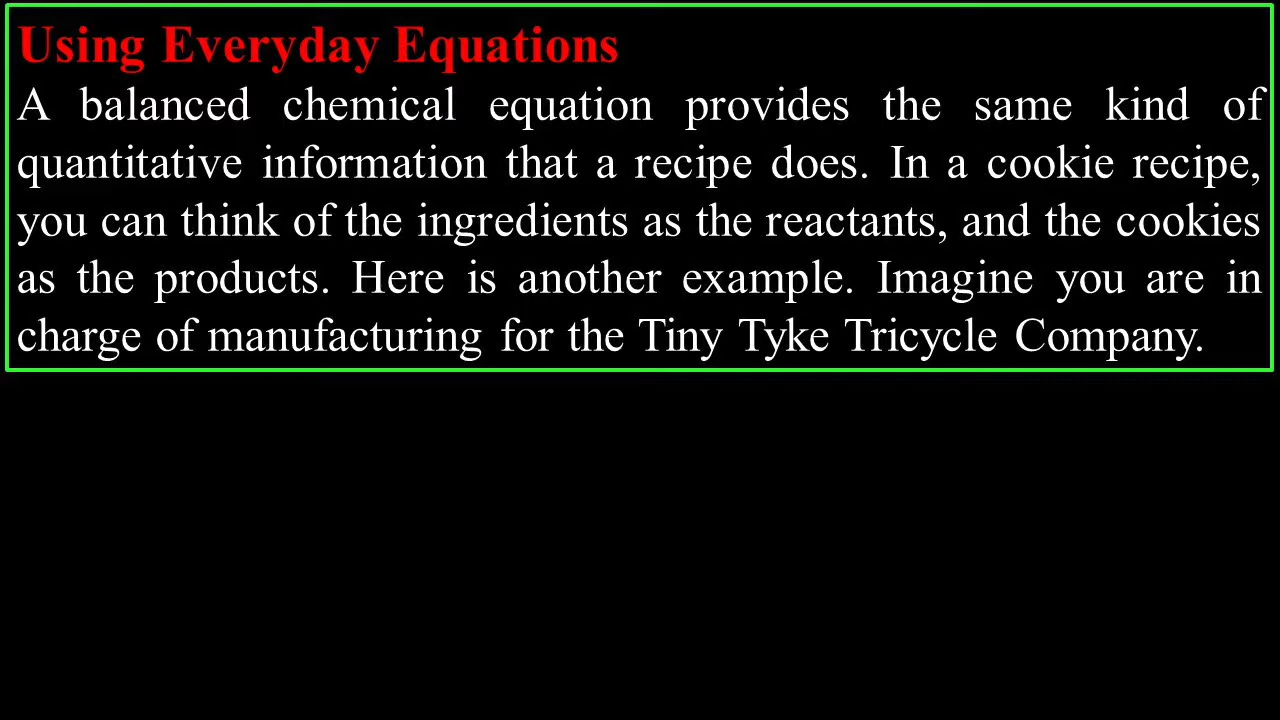 Using Everyday Equations
A balanced chemical equation provides the same kind of
quantitative information that a recipe does. In a cookie recipe,
you can think of the ingredients as the reactants, and the cookies
as the products. Here is another example. Imagine you are in
charge of manufacturing for the Tiny Tyke Tricycle Company.